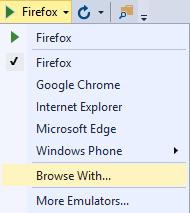 Firefox
Firefox
Firefox
Google Chrome
Internet Explorer
Microsoft Edge
Windows Phone
Browse With...
More Emulators...